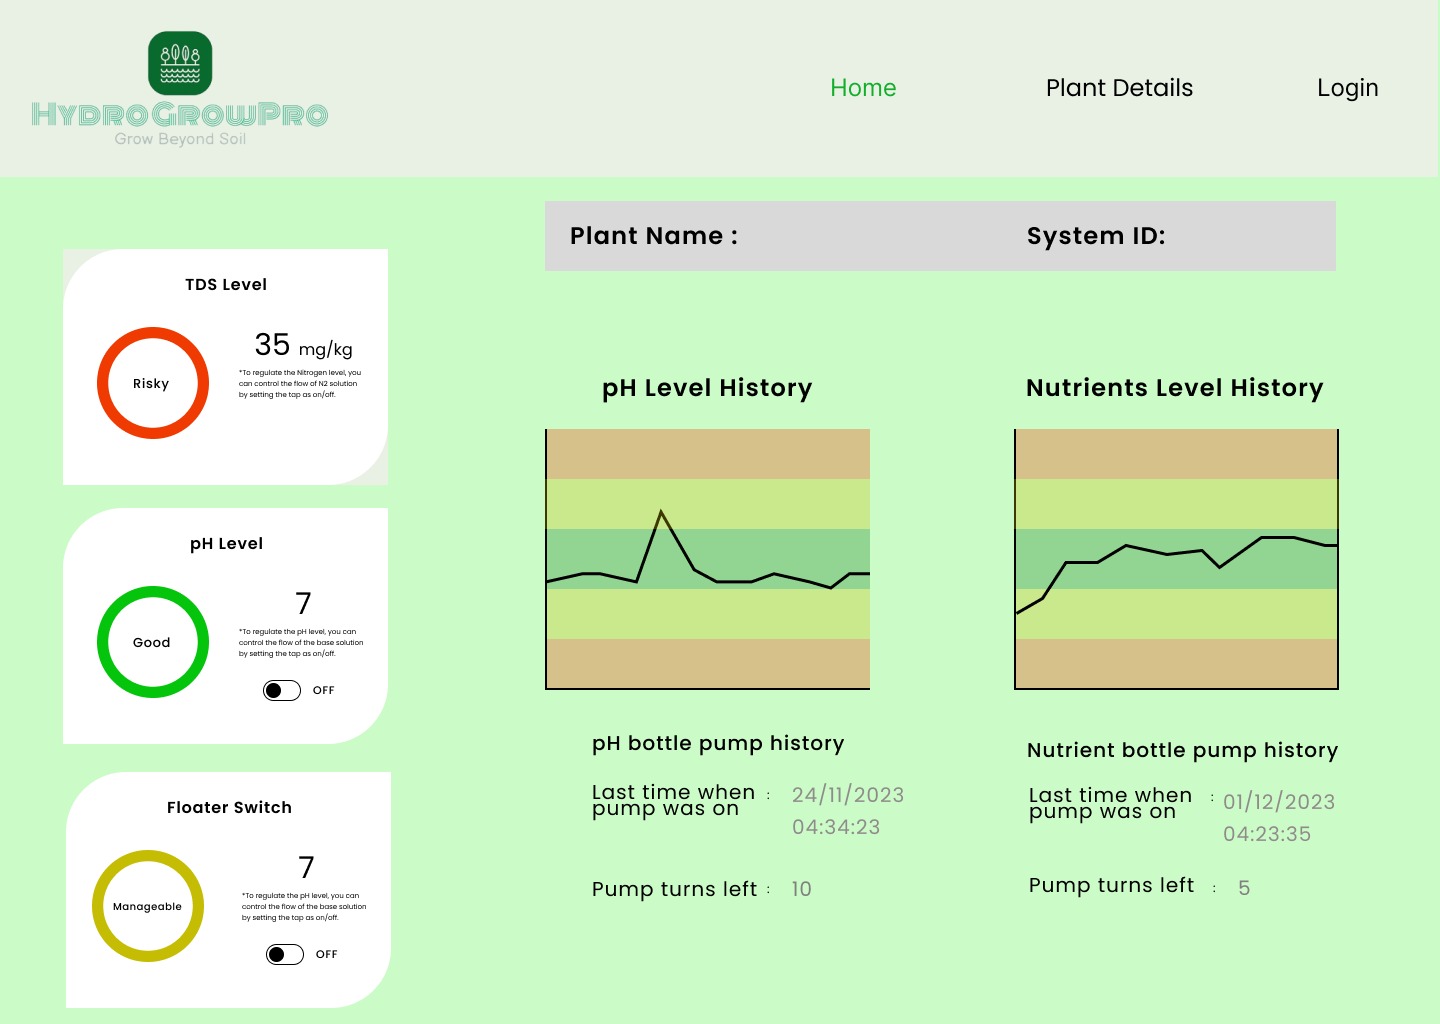 HydroGrowPro
Grow Beyond Soil
Home
Plant Details
Login
Plant Name :
System ID:
TDS Level
Risky
35 mg/kg
*To regulate the Nitrogen level, you
can control the flow of N2 solution
by setting the tap as on/off.
pH Level
Good
7
*To regulate the pH level, you can
control the flow of the base solution
by setting the tap as on/off.
OFF
Floater Switch
Manageable
7
*To regulate the pH level, you can
control the flow of the base solution
by setting the tap as on/off.
OFF
pH Level History
Nutrients Level History
pH bottle pump history
Last time when
pump was on
: 24/11/2023
04:34:23
Pump turns left : 10
Nutrient bottle pump history
Last time when
pump was on
: 01/12/2023
04:23:35
Pump turns left : 5